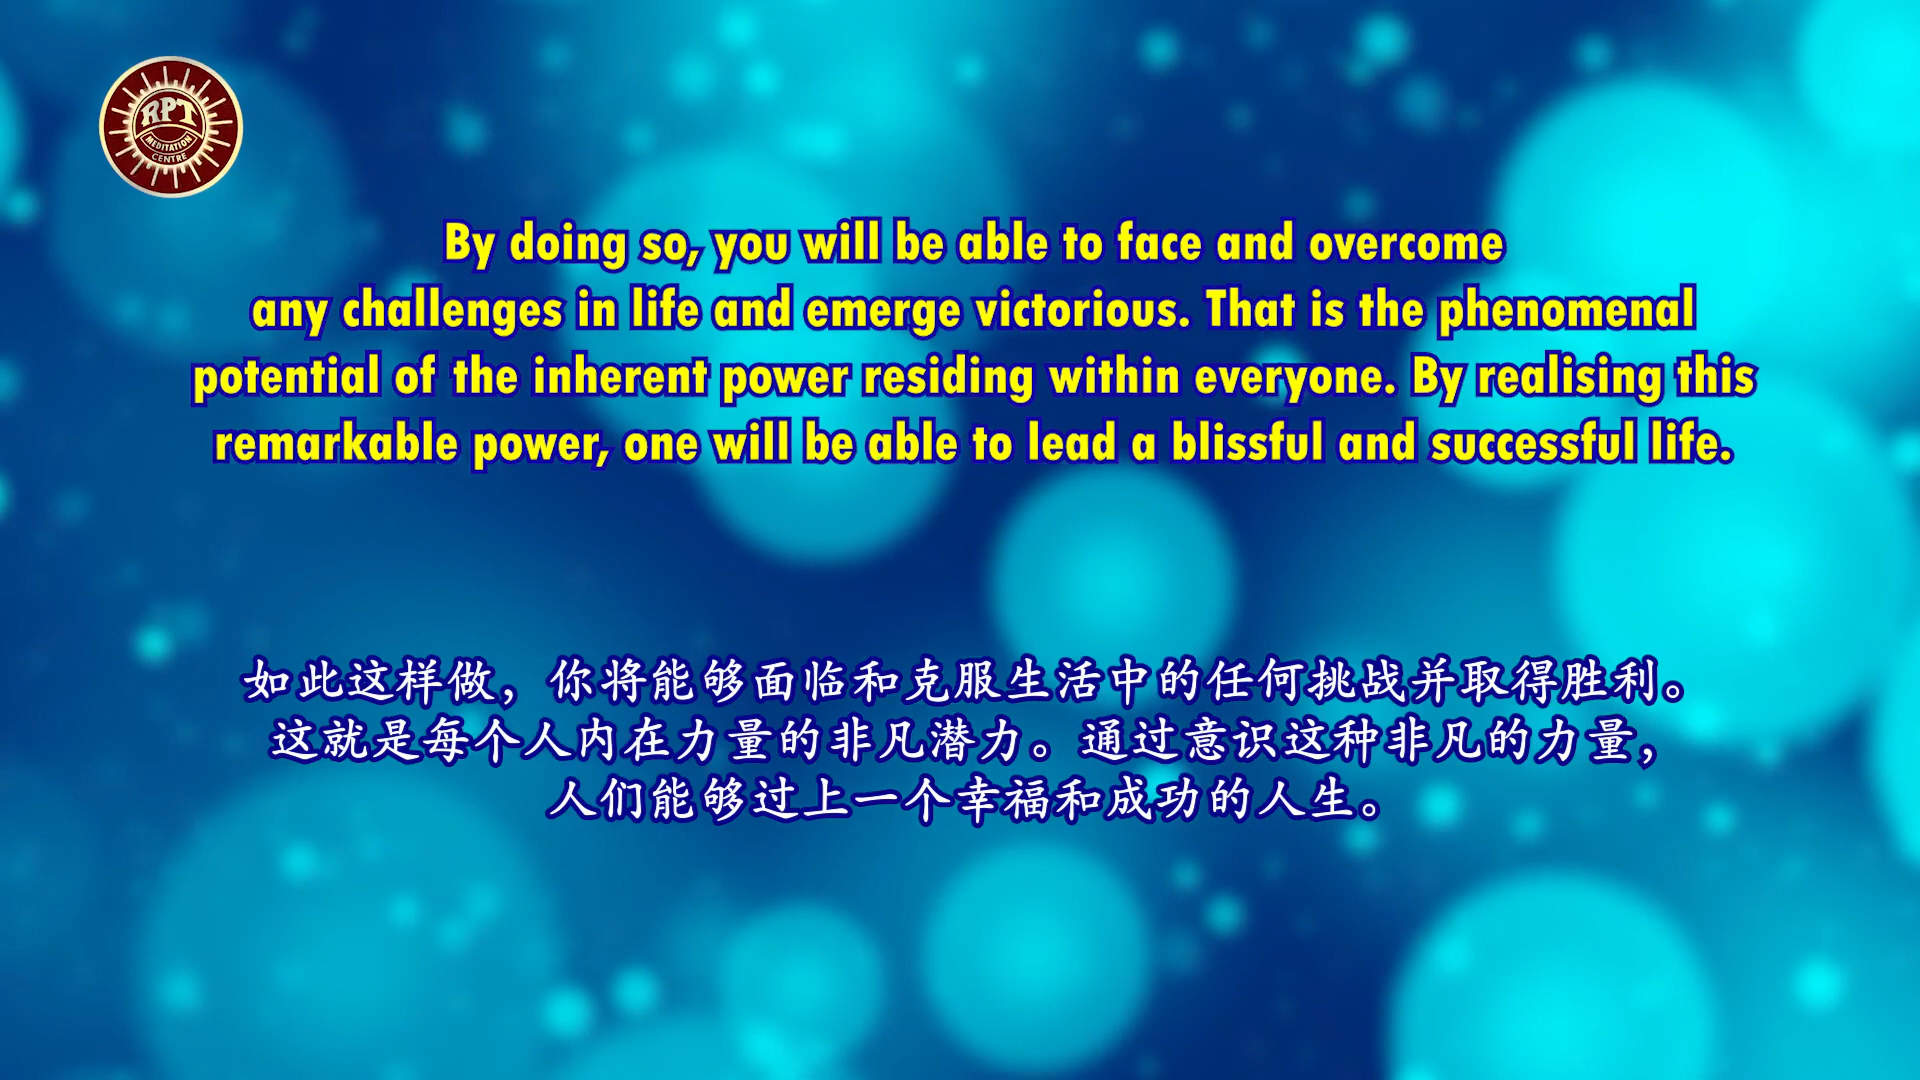 RPT
MEDITATION
CENTRE
By doing so, you will be able to face and overcome
any challenges in life and emerge victorious. That is the phenomenal
potential of the inherent power residing within everyone. By realising this
remarkable power, one will be able to lead a blissful and successful life.
如此这样做，你将能够面临和克服生活中的任何挑战并取得胜利。
这就是每个人内在力量的非凡潜力。通过意识这种非凡的力量，
人们能够过上一个幸福和成功的人生。